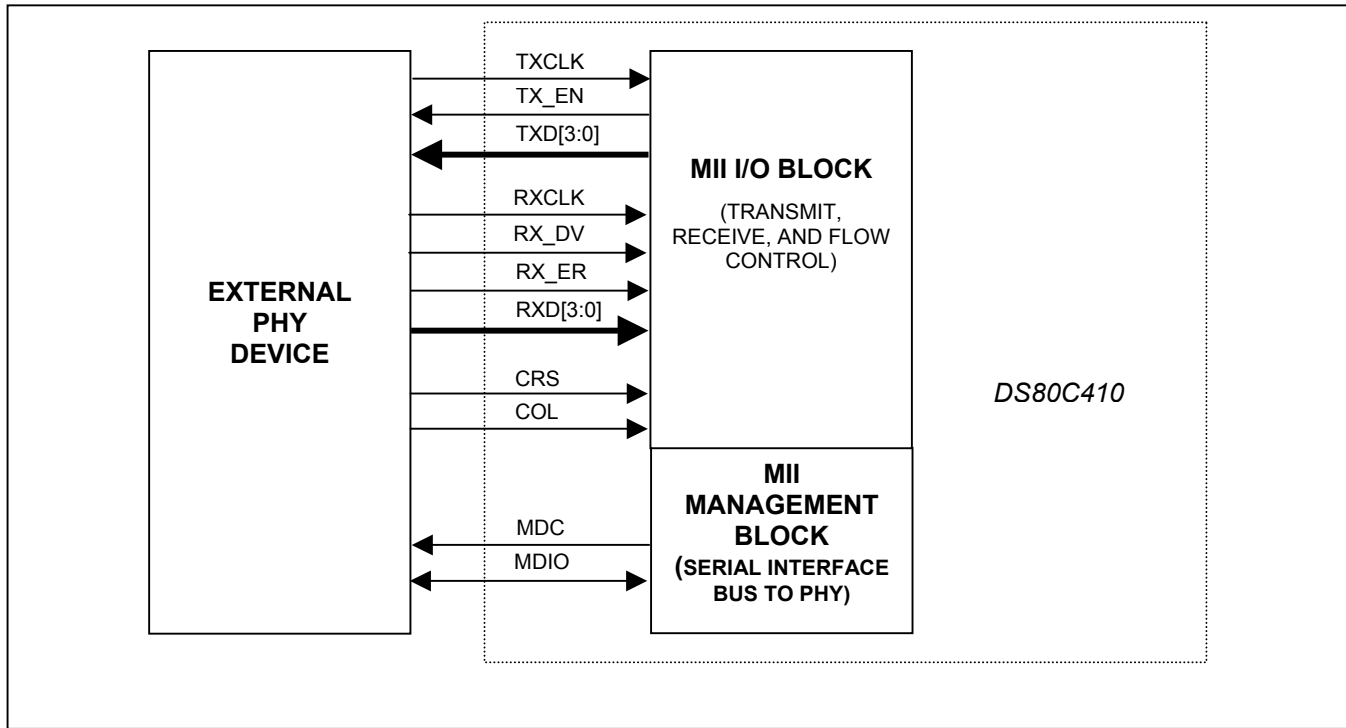 EXTERNAL
PHY
DEVICE
TXCLK
TX_EN
TXD[3:0]
RXCLK
RX_DV
RX_ER
RXD[3:0]
CRS
COL
MDC
MDIO
MII I/O BLOCK
(TRANSMIT,
RECEIVE, AND FLOW
CONTROL)
MII
MANAGEMENT
BLOCK
(SERIAL INTERFACE
BUS TO PHY)
DS80C410